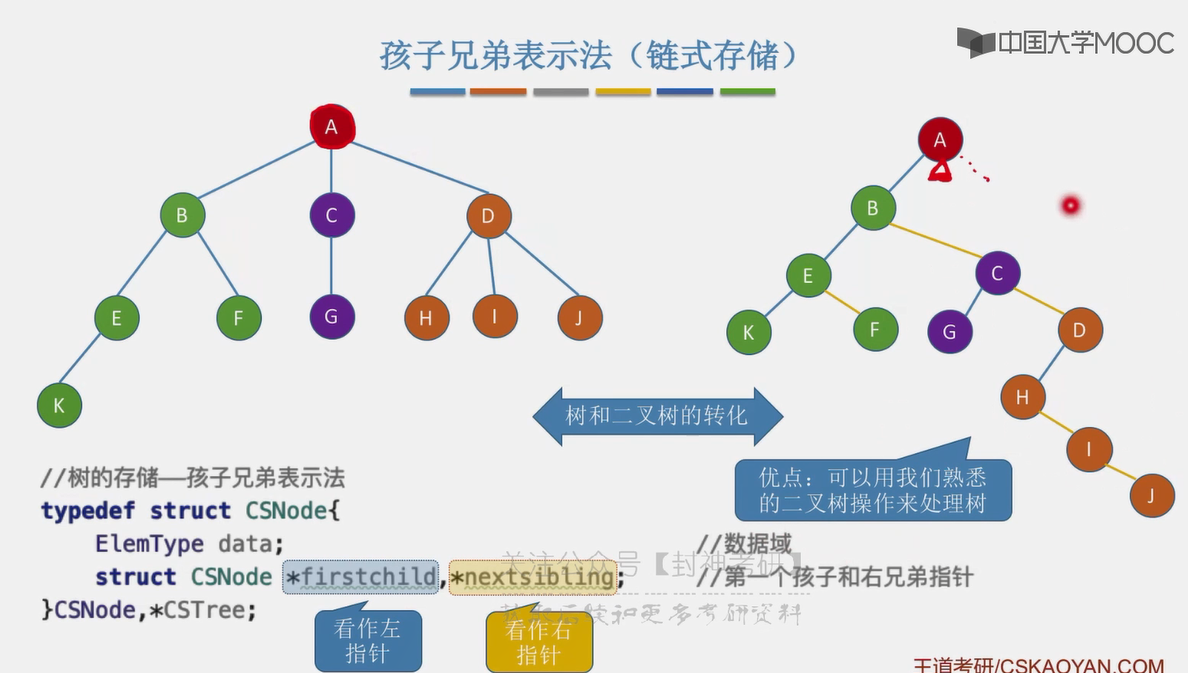 孩子兄弟表示法（链式存储）
中国大学MOOC
A
B
C
D
E
F
G
H
I
J
K
A
B
E
C
K
F
G
D
H
I
J
树和二叉树的转化
优点：可以用我们熟悉
的二叉树操作来处理树
//树的存储——孩子兄弟表示法
typedef struct CSNode{
ElemType data; //数据域
struct CSNode *firstchild,*nextsibling; //第一个孩子和右兄弟指针
}CSNode,*CSTree;
关注公众号【封神考研】
和更多考研资料
看作左
指针
看作右
指针
王道考研/CSKAOYAN.COM